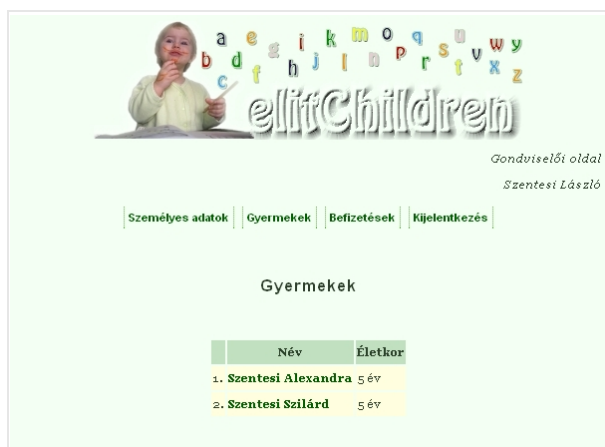 a b c d e f g h i j k l m n o p q r s t u v w x y z
elitChildren
Gondviselői oldal
Szentesi László
Személyes adatok Gyermekek Befizetések Kijelentkezés
Gyermekek
Név Életkor
1. Szentesi Alexandra 5 év
2. Szentesi Szilárd 5 év